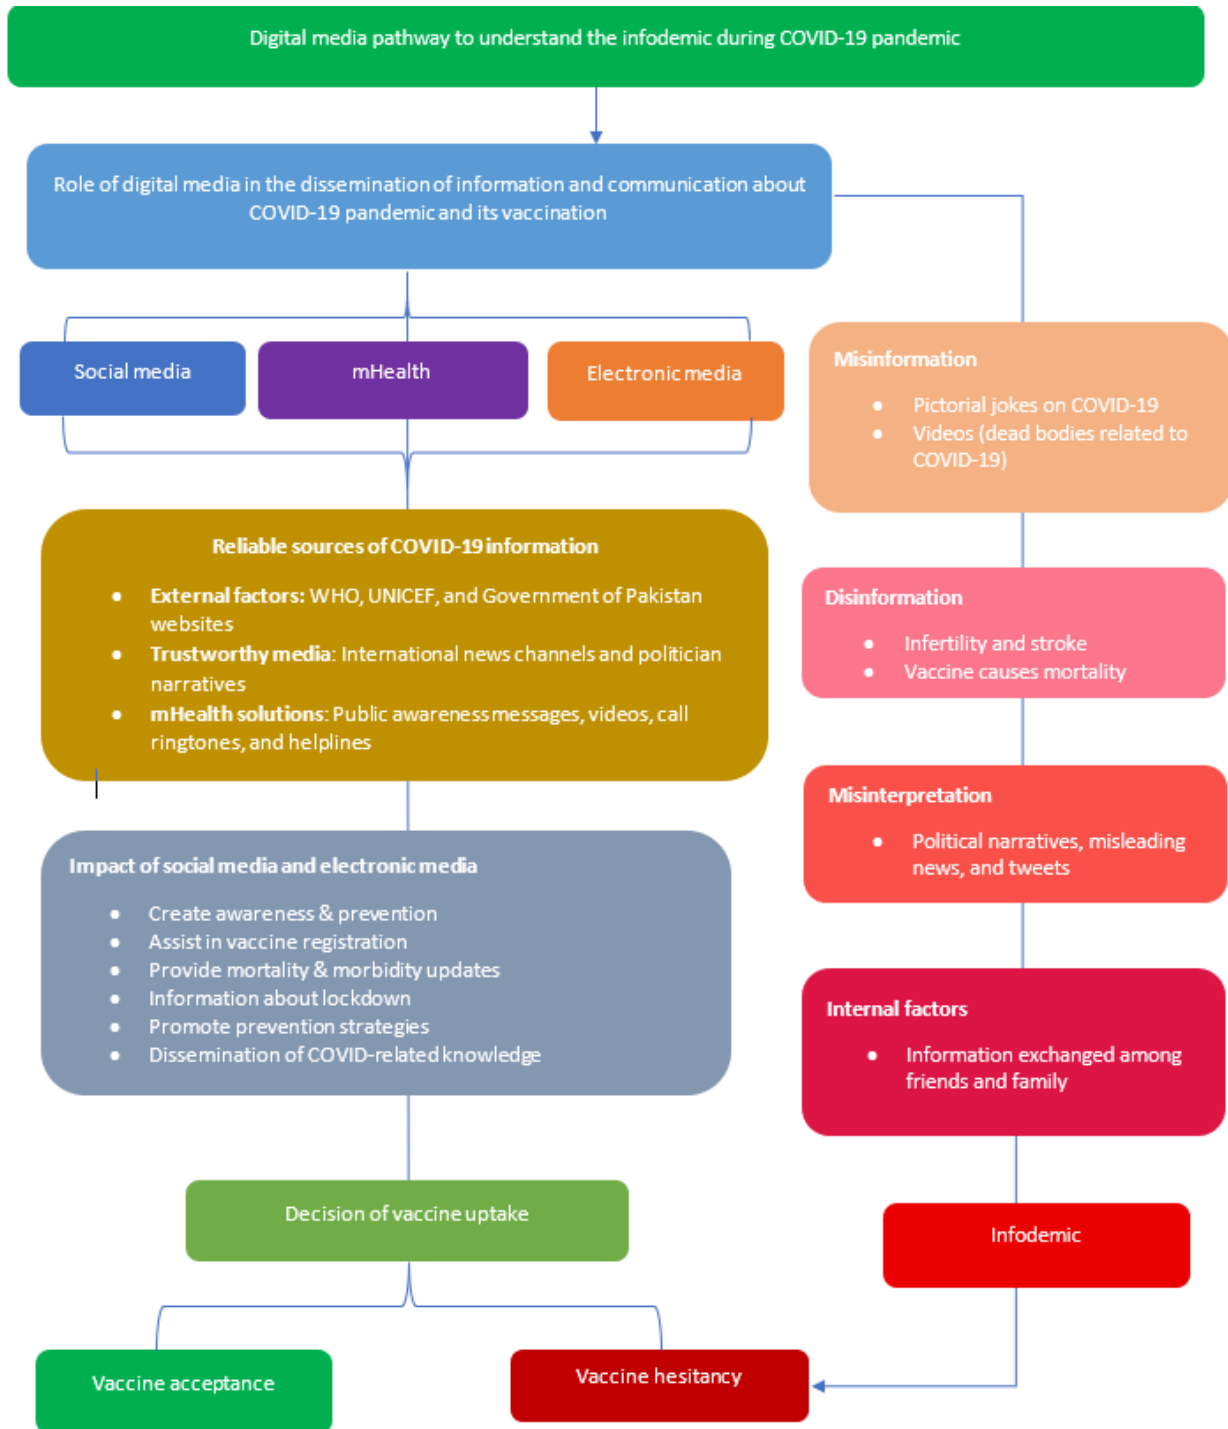 Digital media pathway to understand the infodemic during COVID-19 pandemic
Role of digital media in the dissemination of information and communication about
COVID-19 pandemic and its vaccination
Social media
mHealth
Electronic media
Reliable sources of COVID-19 information
● External factors: WHO, UNICEF, and Government of Pakistan
websites
● Trustworthy media: International news channels and politician
narratives
● mHealth solutions: Public awareness messages, videos, call
ringtones, and helplines
Impact of social media and electronic media
● Create awareness & prevention
● Assist in vaccine registration
● Provide mortality & morbidity updates
● Information about lockdown
● Promote prevention strategies
● Dissemination of COVID-related knowledge
Decision of vaccine uptake
Vaccine acceptance
Vaccine hesitancy
Misinformation
● Pictorial jokes on COVID-19
● Videos (dead bodies related to
COVID-19)
Disinformation
● Infertility and stroke
● Vaccine causes mortality
Misinterpretation
● Political narratives, misleading
news, and tweets
Internal factors
● Information exchanged among
friends and family
Infodemic